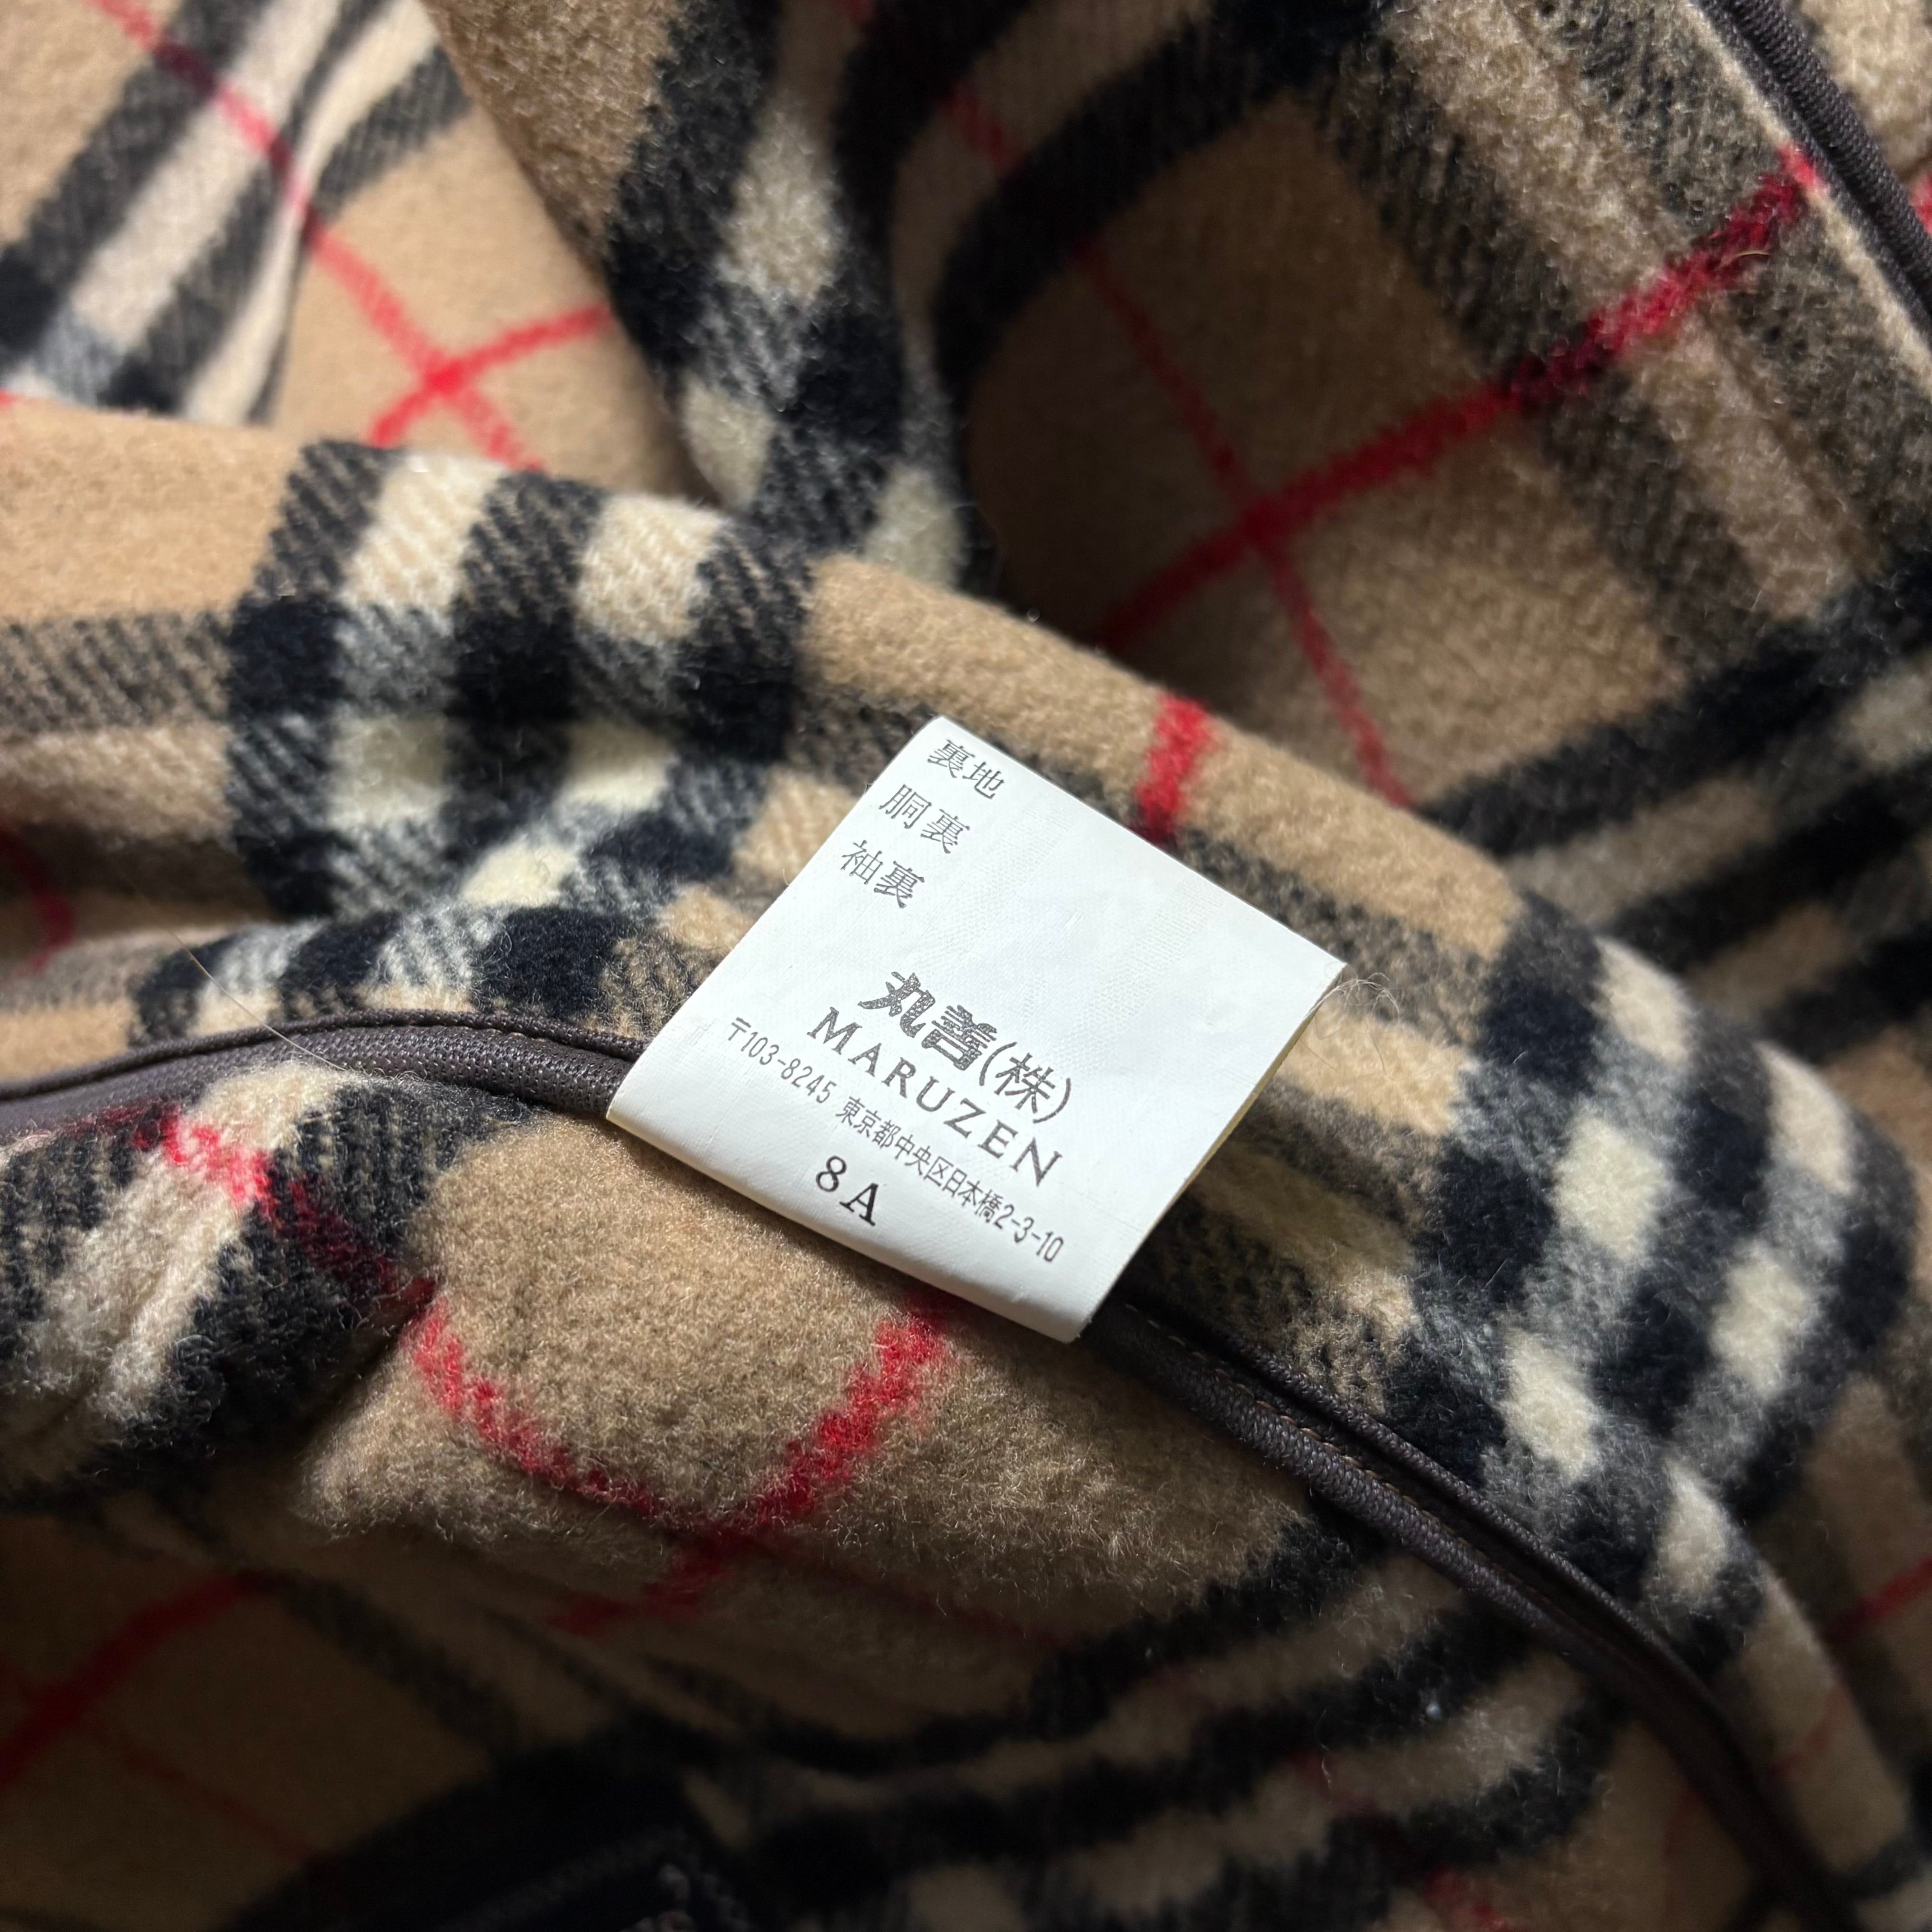 裏地
胴裏
袖裏
丸善(株)
MARUZEN
〒103-8245 東京都中央区日本橋2-3-10
8A